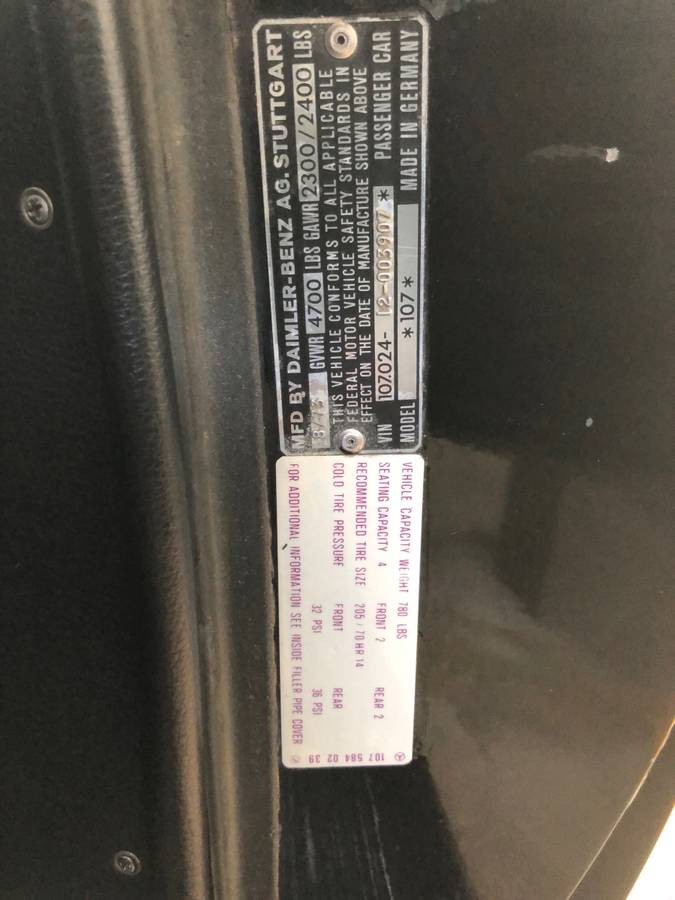 MFD BY DAIMLER-BENZ AG. STUTTGART
8/73 GVWR 4700 LBS GAWR 2300/2400 LBS
THIS VEHICLE CONFORMS TO ALL APPLICABLE
FEDERAL MOTOR VEHICLE SAFETY STANDARDS IN
EFFECT ON THE DATE OF MANUFACTURE SHOWN ABOVE
VIN 107.024-12-003907* PASSENGER CAR
MODEL *107* MADE IN GERMANY
VEHICLE CAPACITY WEIGHT 780 LBS
SEATING CAPACITY 4 FRONT 2 REAR 2
RECOMMENDED TIRE SIZE 205 / 70 HR 14
COLD TIRE PRESSURE FRONT REAR
32 PSI 36 PSI
FOR ADDITIONAL INFORMATION SEE INSIDE FILLER PIPE COVER
107 584 02 39